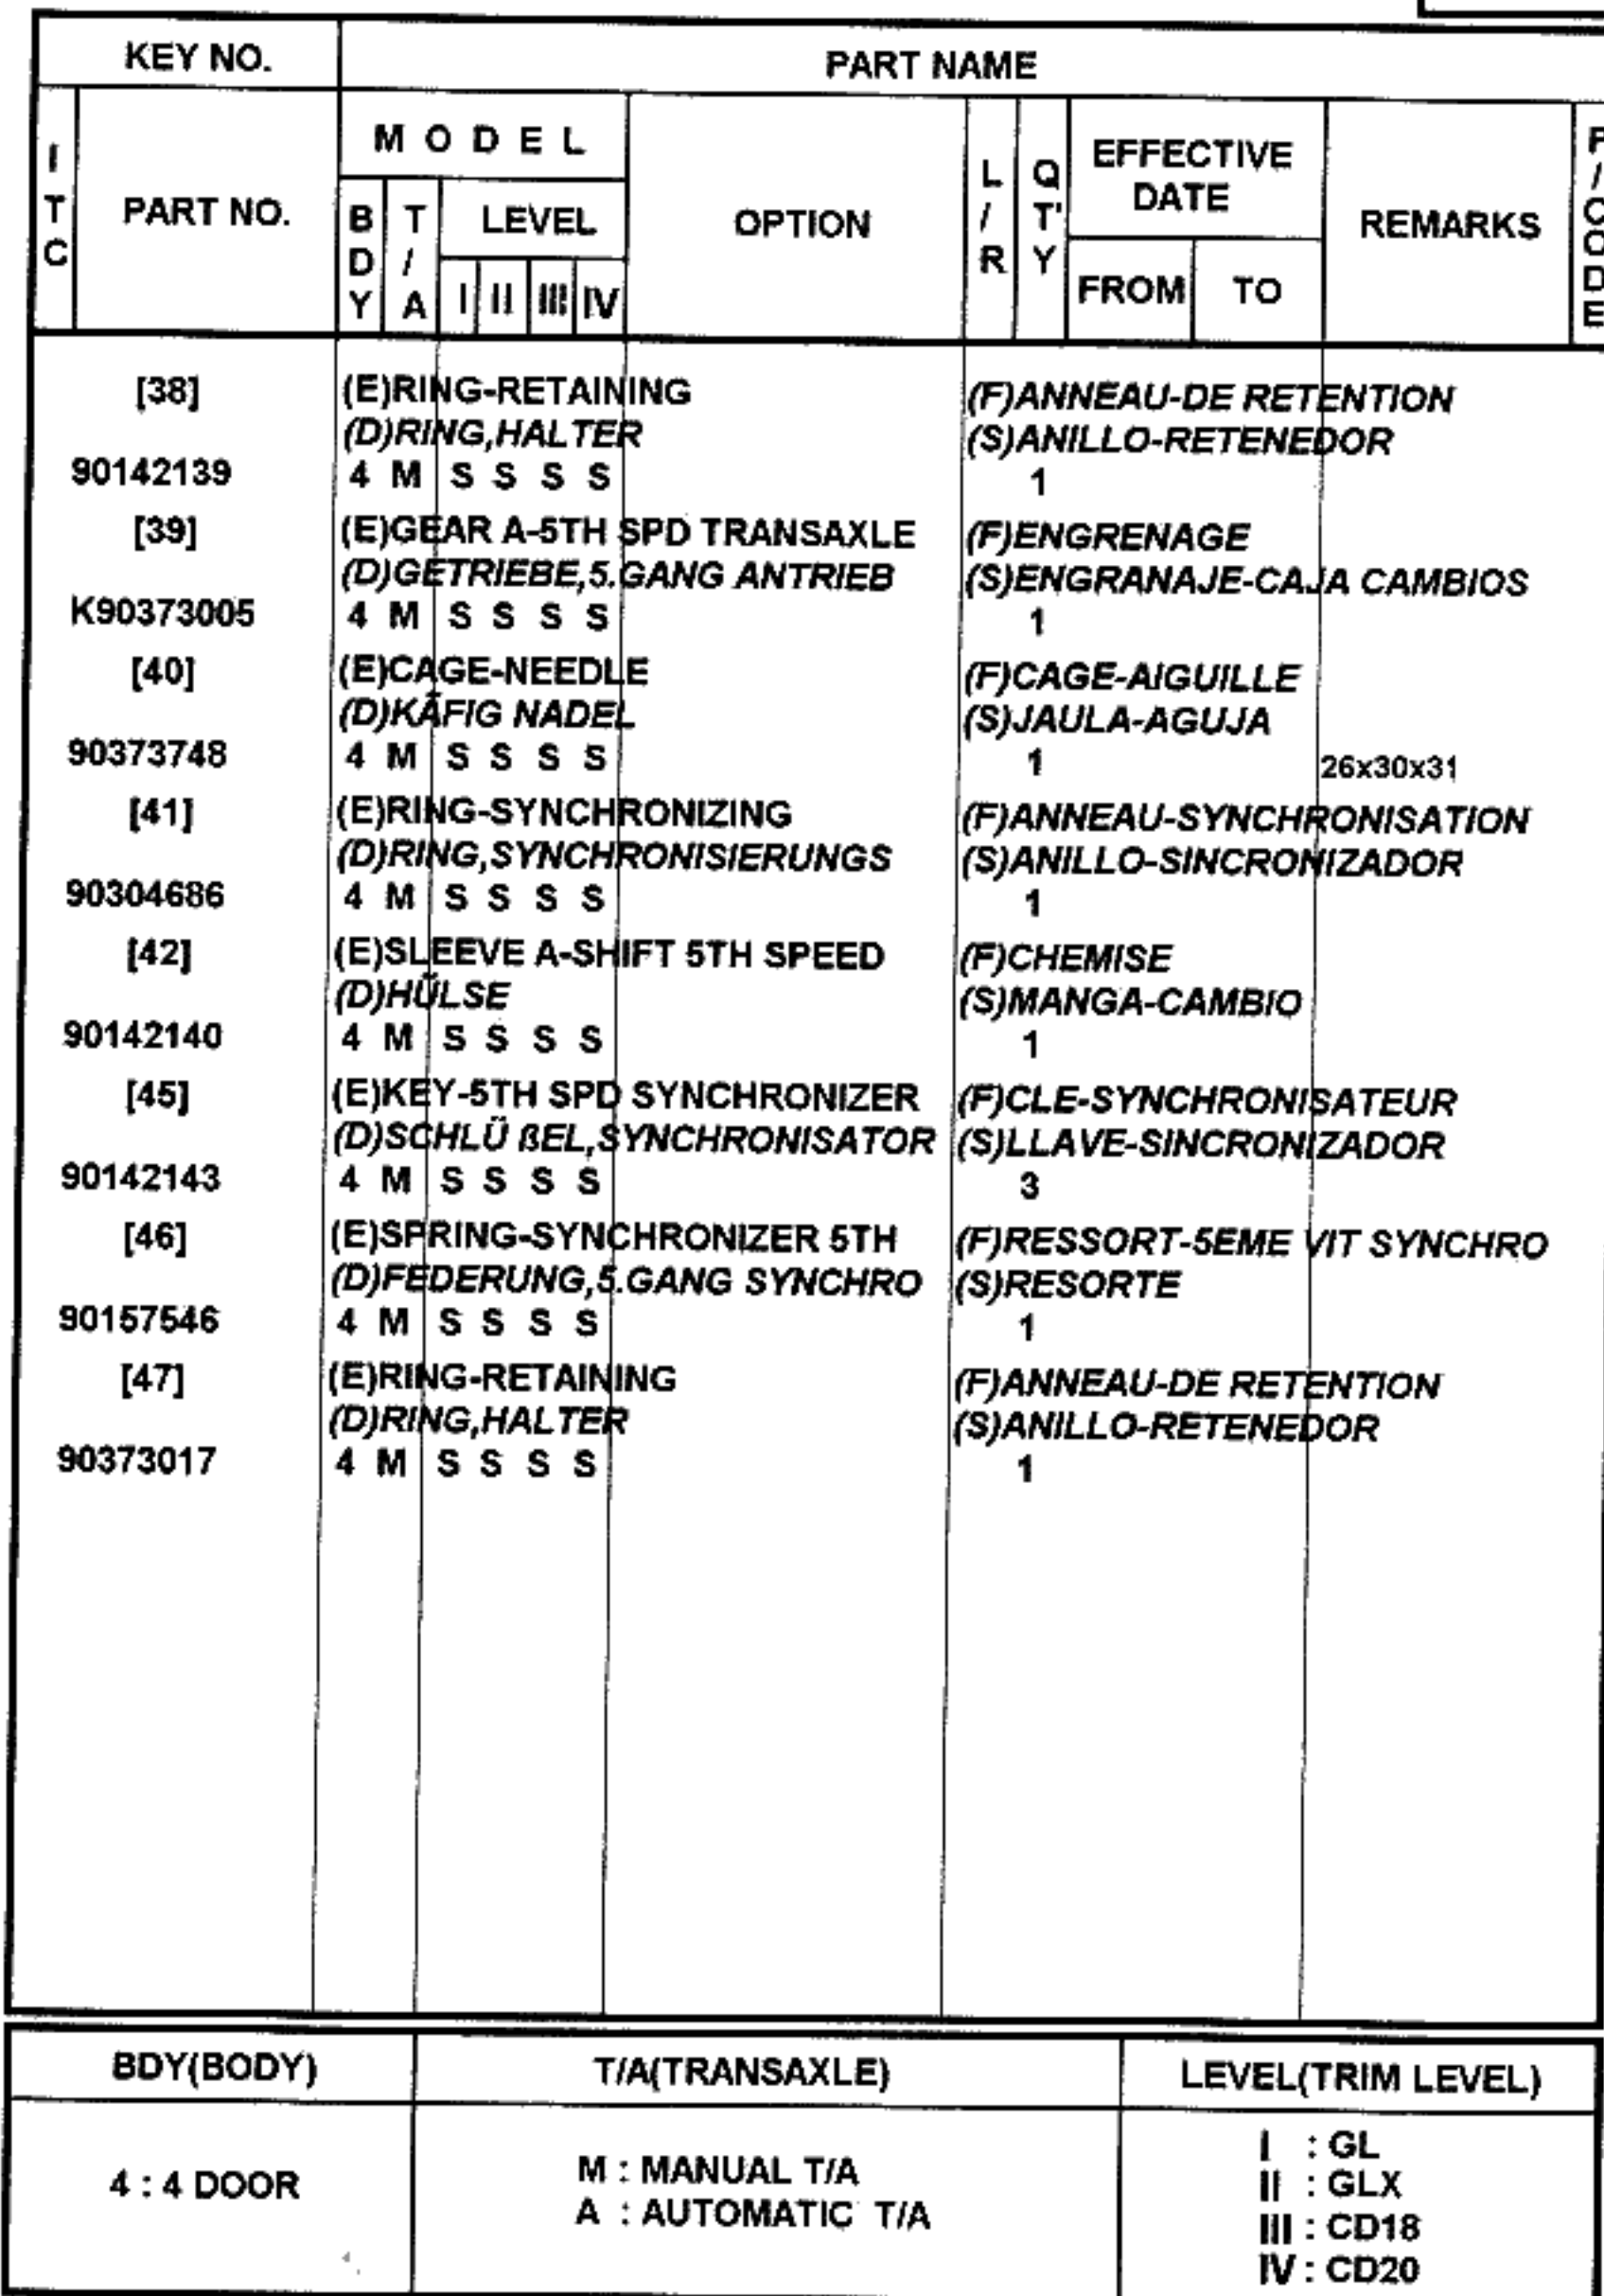 KEY NO. PART NAME
ITC PART NO. MODEL OPTION L/R QT'Y EFFECTIVE DATE REMARKS F/CODE
BDY T/A LEVEL FROM TO
I II III IV
[38] (E)RING-RETAINING (F)ANNEAU-DE RETENTION
(D)RING,HALTER (S)ANILLO-RETENEDOR
90142139 4 M S S S S 1
[39] (E)GEAR A-5TH SPD TRANSAXLE (F)ENGRENAGE
(D)GETRIEBE,5.GANG ANTRIEB (S)ENGRANAJE-CAJA CAMBIOS
K90373005 4 M S S S S 1
[40] (E)CAGE-NEEDLE (F)CAGE-AIGUILLE
(D)KÄFIG NADEL (S)JAULA-AGUJA
90373748 4 M S S S S 1 26x30x31
[41] (E)RING-SYNCHRONIZING (F)ANNEAU-SYNCHRONISATION
(D)RING,SYNCHRONISIERUNGS (S)ANILLO-SINCRONIZADOR
90304686 4 M S S S S 1
[42] (E)SLEEVE A-SHIFT 5TH SPEED (F)CHEMISE
(D)HÜLSE (S)MANGA-CAMBIO
90142140 4 M S S S S 1
[45] (E)KEY-5TH SPD SYNCHRONIZER (F)CLE-SYNCHRONISATEUR
(D)SCHLÜ ßEL,SYNCHRONISATOR (S)LLAVE-SINCRONIZADOR
90142143 4 M S S S S 3
[46] (E)SPRING-SYNCHRONIZER 5TH (F)RESSORT-5EME VIT SYNCHRO
(D)FEDERUNG,5.GANG SYNCHRO (S)RESORTE
90157546 4 M S S S S 1
[47] (E)RING-RETAINING (F)ANNEAU-DE RETENTION
(D)RING,HALTER (S)ANILLO-RETENEDOR
90373017 4 M S S S S 1
BDY(BODY) T/A(TRANSAXLE) LEVEL(TRIM LEVEL)
4 : 4 DOOR M : MANUAL T/A
A : AUTOMATIC T/A
I : GL
II : GLX
III : CD18
IV : CD20